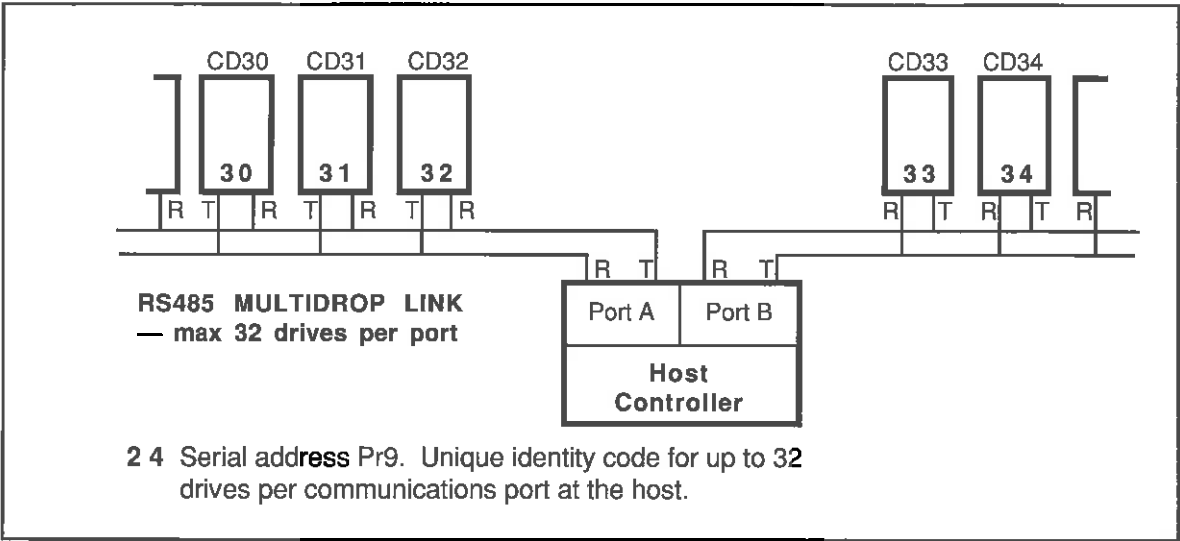 CD30 CD31 CD32 CD33 CD34
30 31 32 33 34
R T R T R T R R T R T R
R T R T
RS485 MULTIDROP LINK
— max 32 drives per port
Port A Port B
Host
Controller
2 4 Serial address Pr9. Unique identity code for up to 32
drives per communications port at the host.